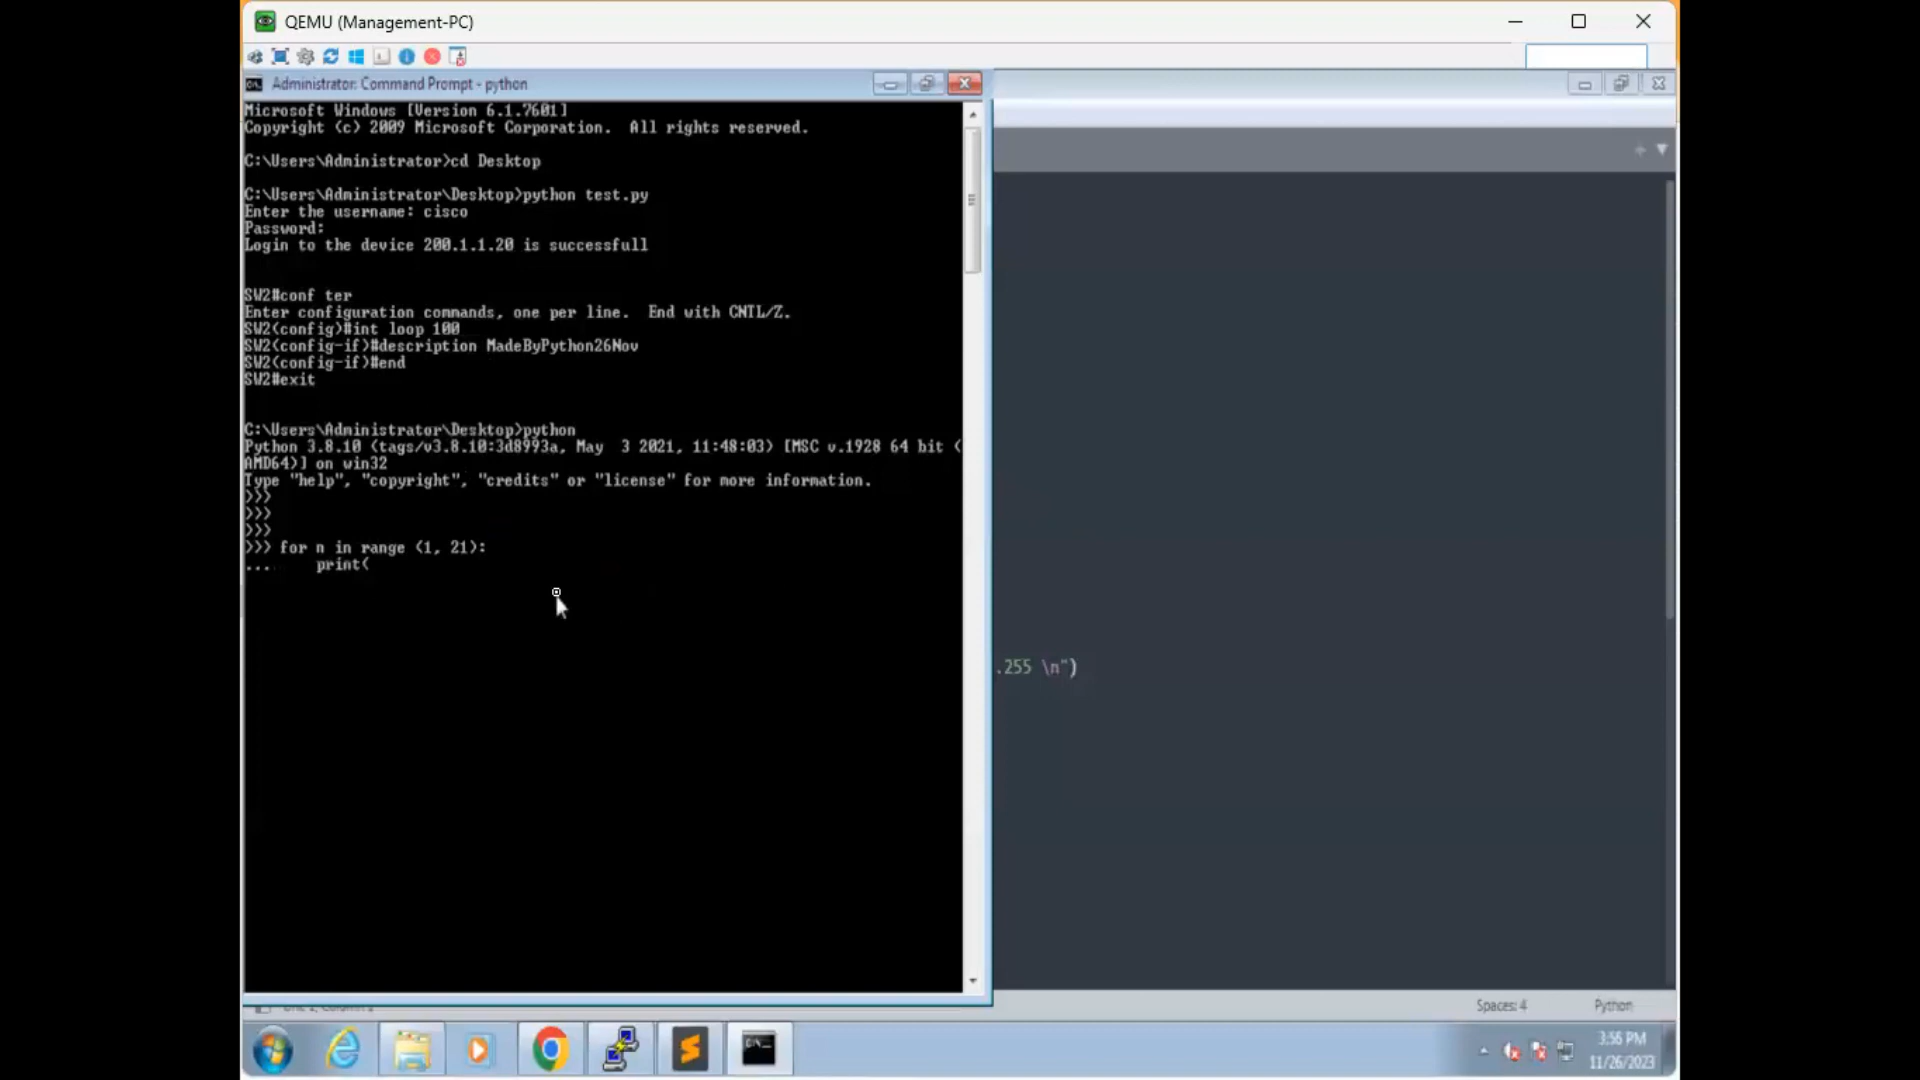 QEMU (Management-PC)
Administrator: Command Prompt - python
Microsoft Windows [Version 6.1.7601]
Copyright (c) 2009 Microsoft Corporation.  All rights reserved.
C:\Users\Administrator>cd Desktop
C:\Users\Administrator\Desktop>python test.py
Enter the username: cisco
Password:
Login to the device 200.1.1.20 is successfull
SW2#conf ter
Enter configuration commands, one per line.  End with CNTL/Z.
SW2(config)#int loop 100
SW2(config-if)#description MadeByPython26Nov
SW2(config-if)#end
SW2#exit
C:\Users\Administrator\Desktop>python
Python 3.8.10 (tags/v3.8.10:3d8993a, May  3 2021, 11:48:03) [MSC v.1928 64 bit (
AMD64)] on win32
Type "help", "copyright", "credits" or "license" for more information.
>>>
>>>
>>>
>>> for n in range (1, 21):
...     print(
.255 \n")
Spaces: 4
Python
3:56 PM
11/26/2023